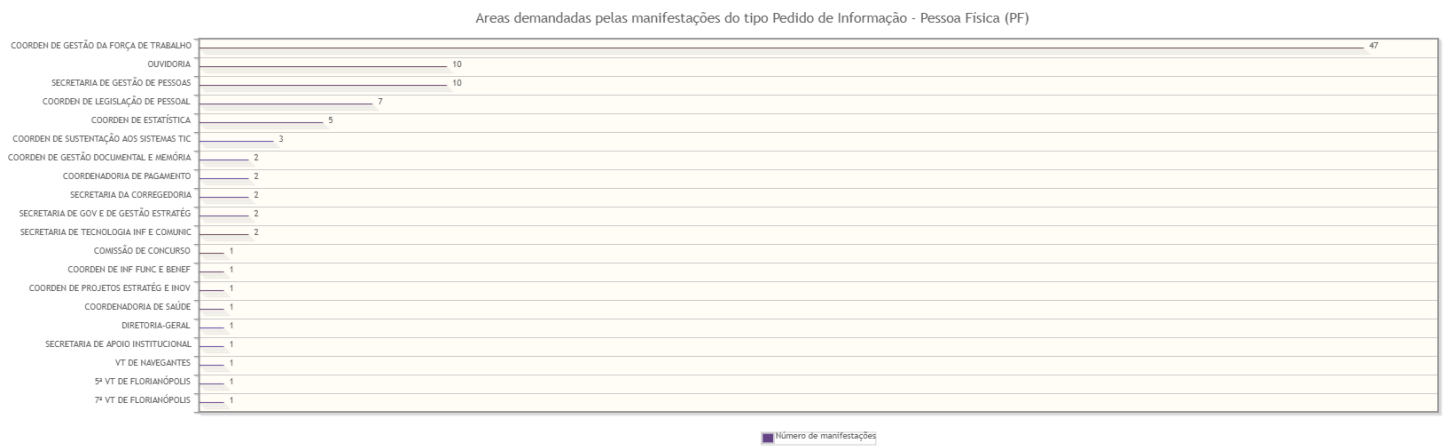 Areas demandadas pelas manifestações do tipo Pedido de Informação - Pessoa Física (PF)
COORDEN DE GESTÃO DA FORÇA DE TRABALHO 47
OUVIDORIA 10
SECRETARIA DE GESTÃO DE PESSOAS 10
COORDEN DE LEGISLAÇÃO DE PESSOAL 7
COORDEN DE ESTATÍSTICA 5
COORDEN DE SUSTENTAÇÃO AOS SISTEMAS TIC 3
COORDEN DE GESTÃO DOCUMENTAL E MEMÓRIA 2
COORDENADORIA DE PAGAMENTO 2
SECRETARIA DA CORREGEDORIA 2
SECRETARIA DE GOV E DE GESTÃO ESTRATÉG 2
SECRETARIA DE TECNOLOGIA INF E COMUNIC 2
COMISSÃO DE CONCURSO 1
COORDEN DE INF FUNC E BENEF 1
COORDEN DE PROJETOS ESTRATÉG E INOV 1
COORDENADORIA DE SAÚDE 1
DIRETORIA-GERAL 1
SECRETARIA DE APOIO INSTITUCIONAL 1
VT DE NAVEGANTES 1
5ª VT DE FLORIANÓPOLIS 1
7ª VT DE FLORIANÓPOLIS 1
Número de manifestações